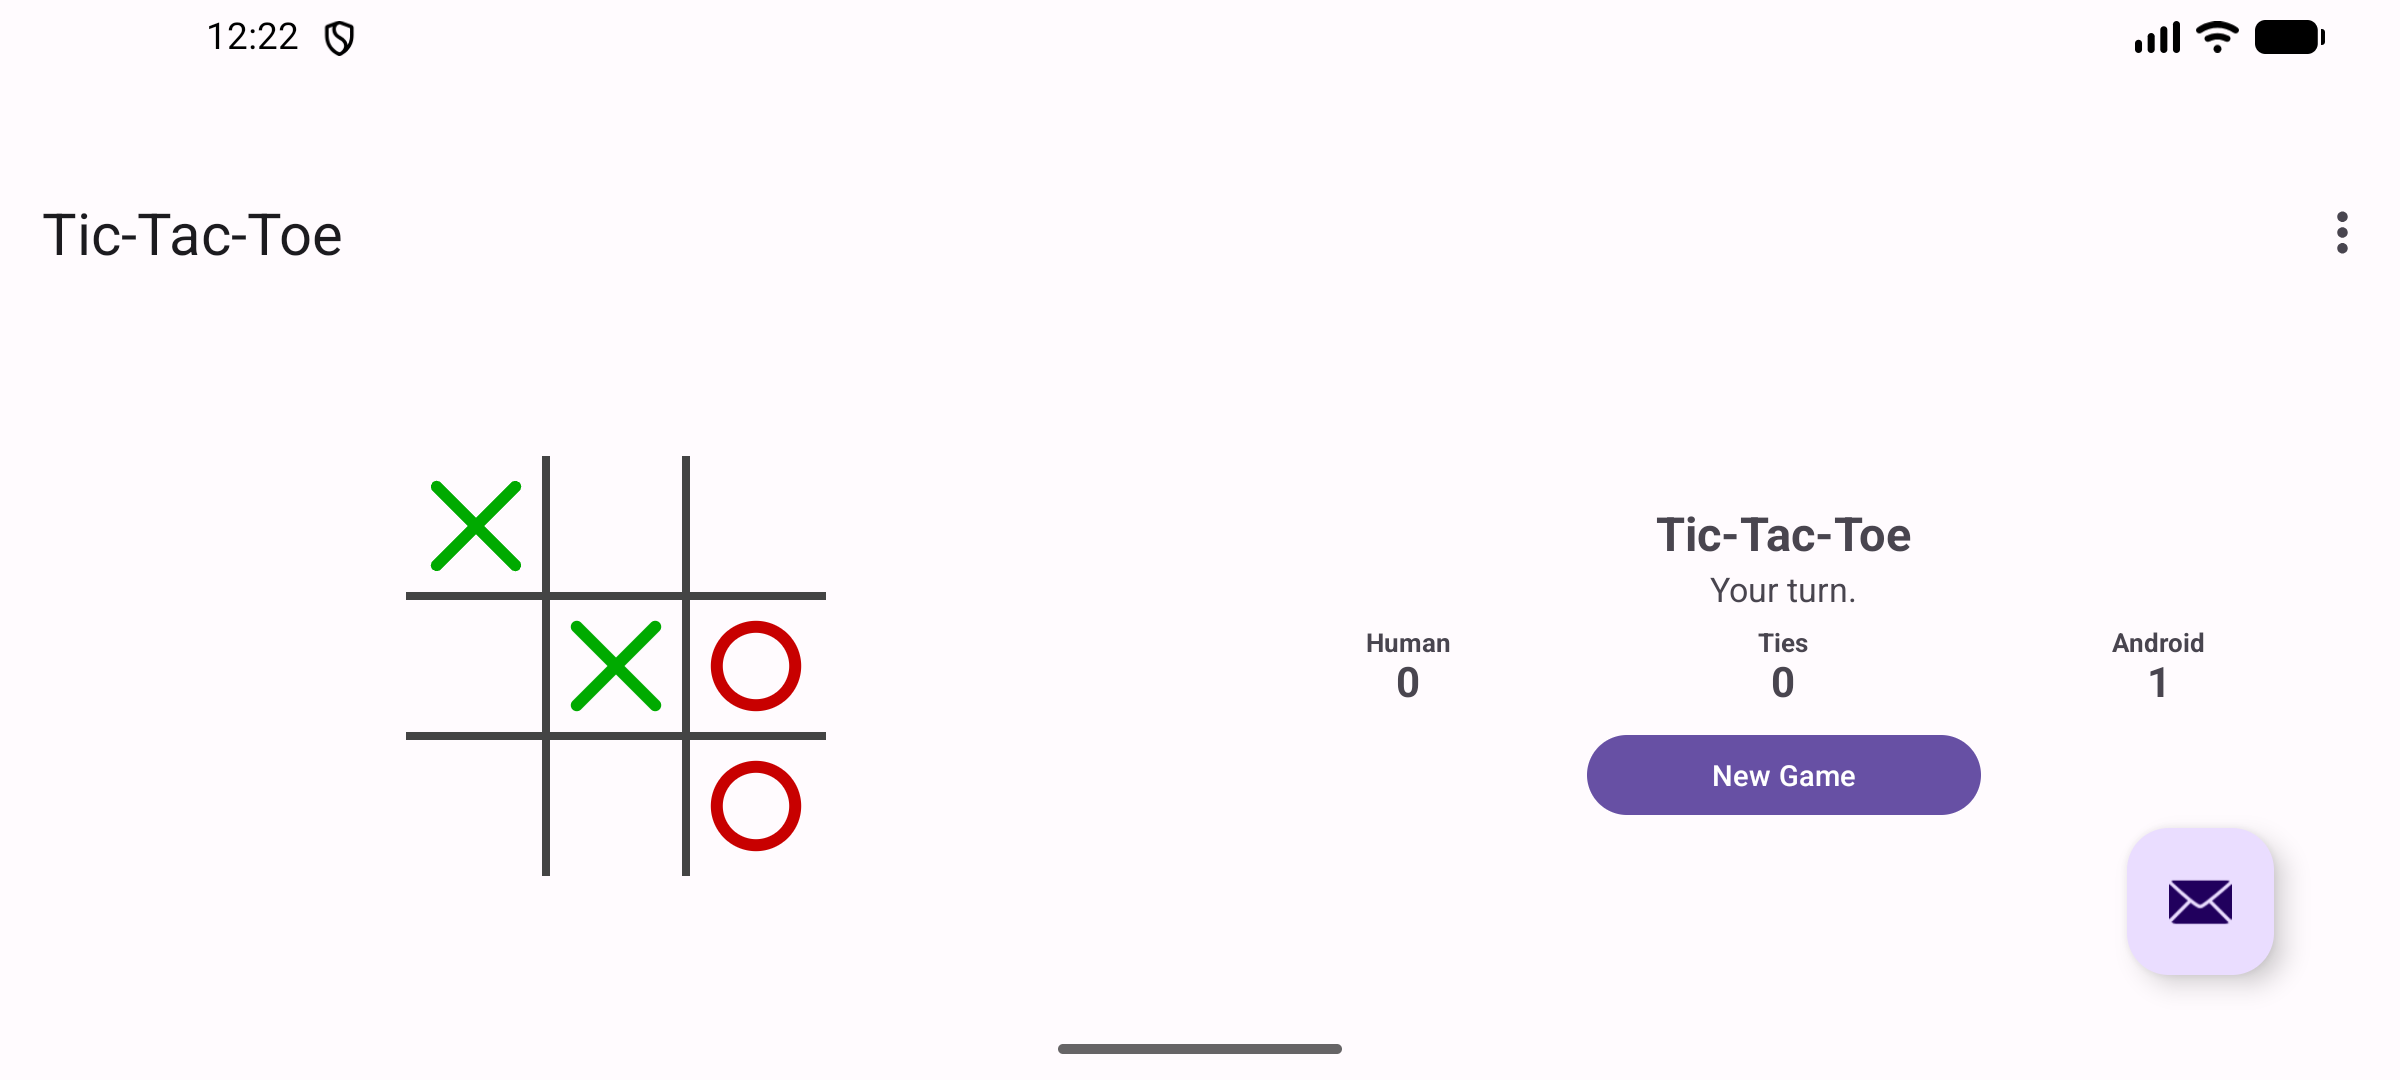 12:22
Tic-Tac-Toe
Tic-Tac-Toe
Your turn.
Human Ties Android
0 0 1
New Game